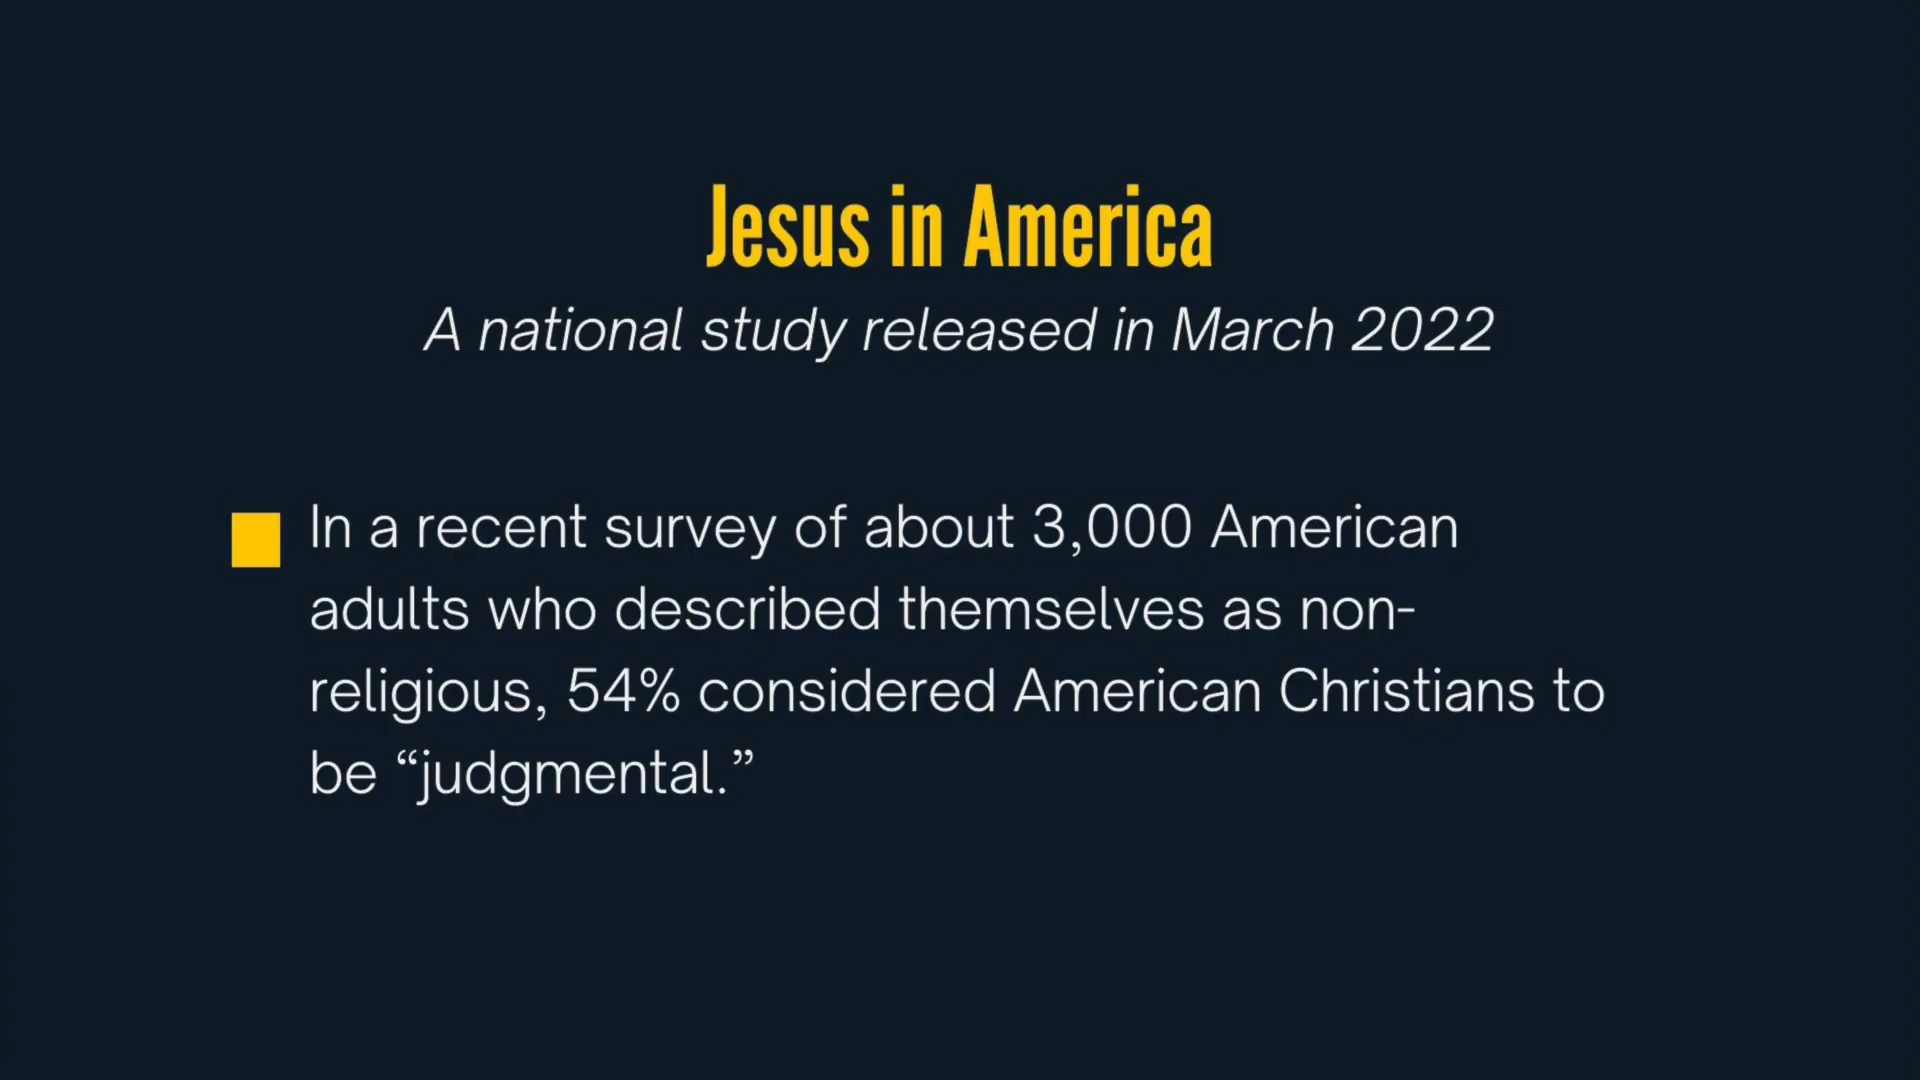 Jesus in America
A national study released in March 2022
In a recent survey of about 3,000 American
adults who described themselves as non-
religious, 54% considered American Christians to
be “judgmental.”